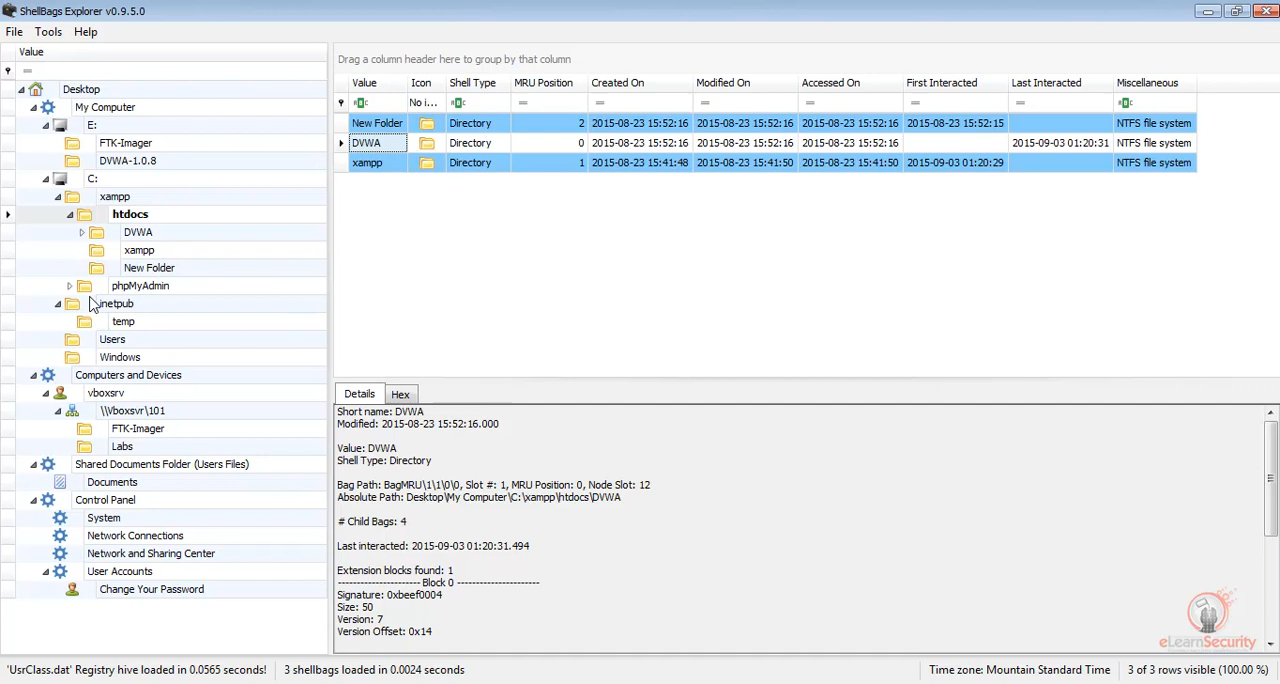 ShellBags Explorer v0.9.5.0
File Tools Help
Value
=
Desktop
My Computer
E:
FTK-Imager
DVWA-1.0.8
C:
xampp
htdocs
DVWA
xampp
New Folder
phpMyAdmin
inetpub
temp
Users
Windows
Computers and Devices
vboxsrv
\\Vboxsvr\101
FTK-Imager
Labs
Shared Documents Folder (Users Files)
Documents
Control Panel
System
Network Connections
Network and Sharing Center
User Accounts
Change Your Password
Drag a column header here to group by that column
Value Icon Shell Type MRU Position Created On Modified On Accessed On First Interacted Last Interacted Miscellaneous
No i... = = = = = =
New Folder Directory 2 2015-08-23 15:52:16 2015-08-23 15:52:16 2015-08-23 15:52:16 2015-08-23 15:52:15 NTFS file system
DVWA Directory 0 2015-08-23 15:52:16 2015-08-23 15:52:16 2015-08-23 15:52:16 2015-09-03 01:20:31 NTFS file system
xampp Directory 1 2015-08-23 15:41:48 2015-08-23 15:41:50 2015-08-23 15:41:50 2015-09-03 01:20:29 NTFS file system
Details Hex
Short name: DVWA
Modified: 2015-08-23 15:52:16.000
Value: DVWA
Shell Type: Directory
Bag Path: BagMRU\1\1\0\0, Slot #: 1, MRU Position: 0, Node Slot: 12
Absolute Path: Desktop\My Computer\C:\xampp\htdocs\DVWA
# Child Bags: 4
Last interacted: 2015-09-03 01:20:31.494
Extension blocks found: 1
---------------------- Block 0 ----------------------
Signature: 0xbeef0004
Size: 50
Version: 7
Version Offset: 0x14
eLearnSecurity
'UsrClass.dat' Registry hive loaded in 0.0565 seconds! 3 shellbags loaded in 0.0024 seconds Time zone: Mountain Standard Time 3 of 3 rows visible (100.00 %)